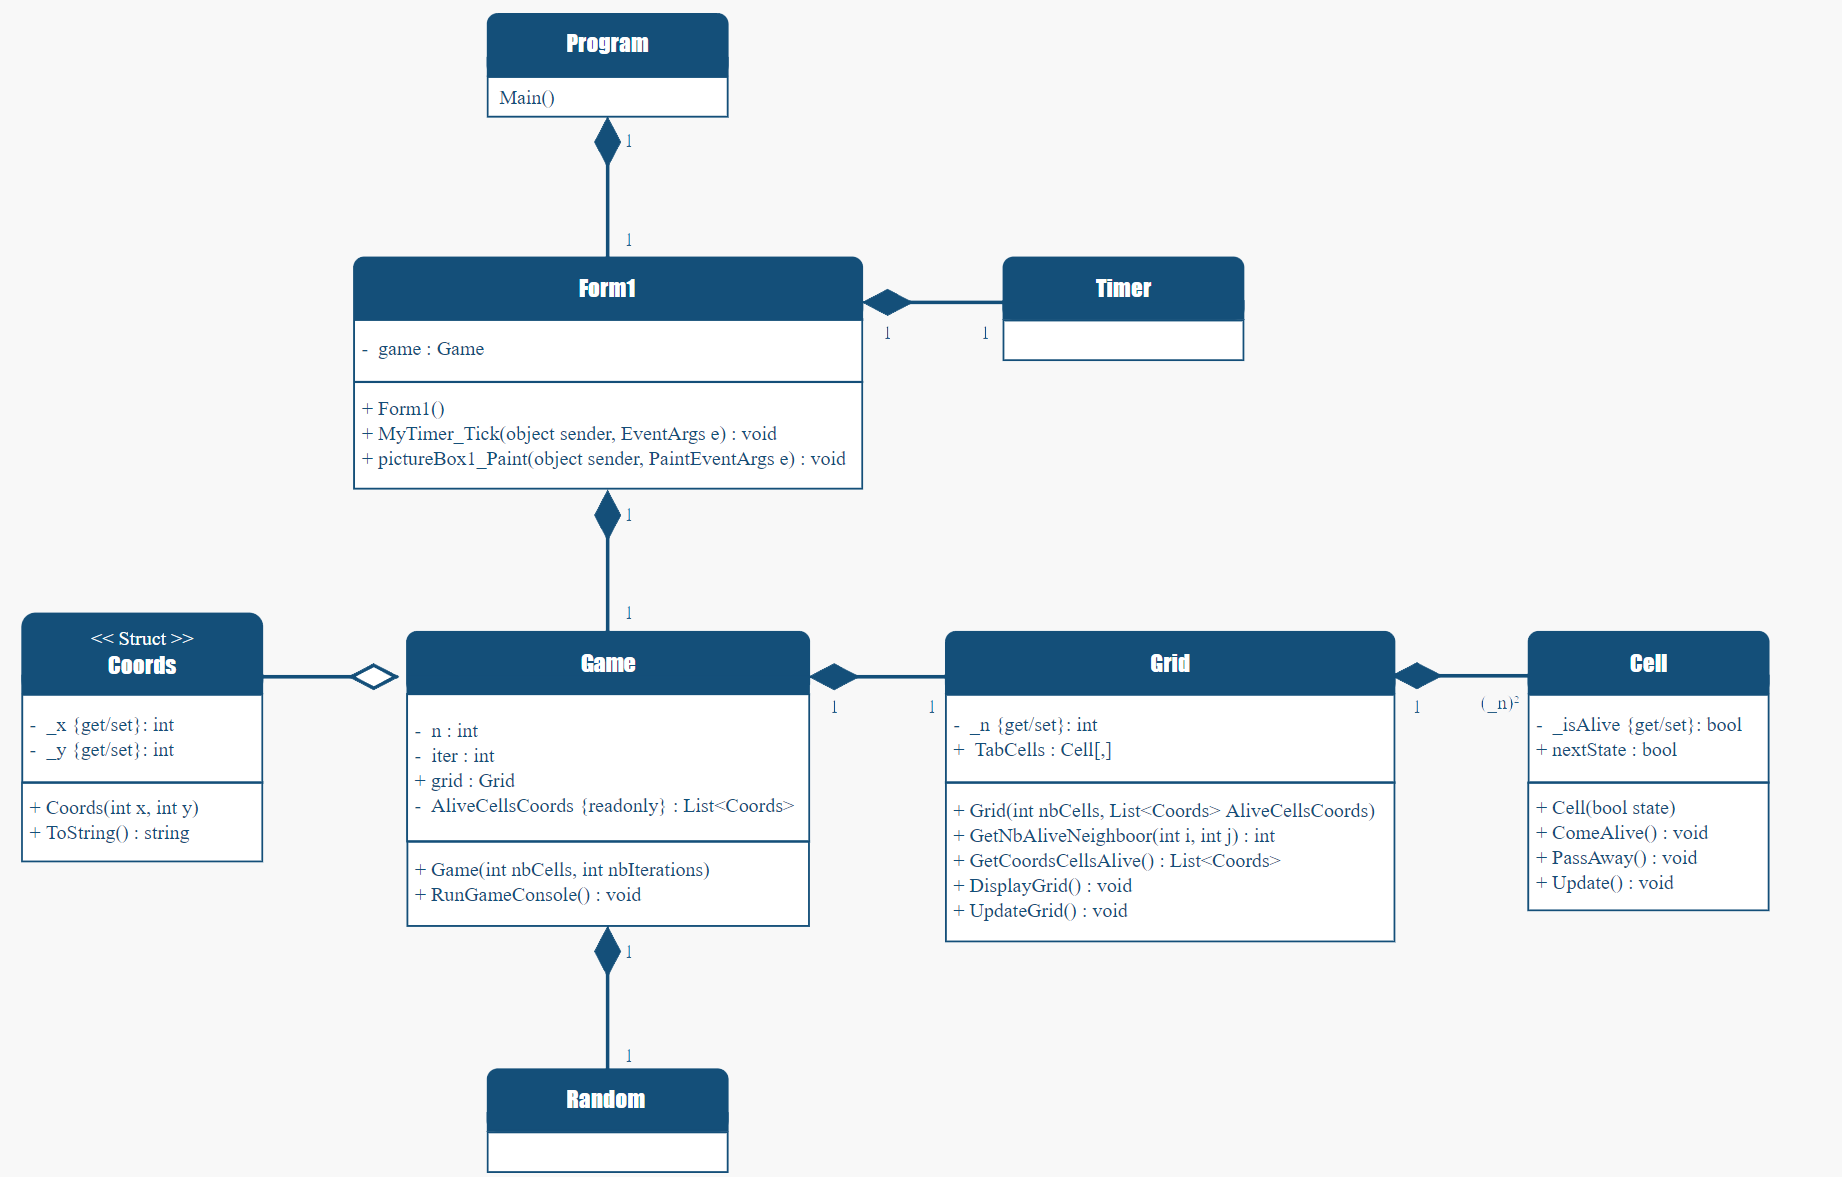 Program
Main()
1
1
Form1
- game : Game
+ Form1()
+ MyTimer_Tick(object sender, EventArgs e) : void
+ pictureBox1_Paint(object sender, PaintEventArgs e) : void
1
1
Timer
1
1
<< Struct >>
Coords
- _x {get/set}: int
- _y {get/set}: int
+ Coords(int x, int y)
+ ToString() : string
Game
- n : int
- iter : int
+ grid : Grid
- AliveCellsCoords {readonly} : List<Coords>
+ Game(int nbCells, int nbIterations)
+ RunGameConsole() : void
1
1
Grid
- _n {get/set}: int
+ TabCells : Cell[,]
+ Grid(int nbCells, List<Coords> AliveCellsCoords)
+ GetNbAliveNeighboor(int i, int j) : int
+ GetCoordsCellsAlive() : List<Coords>
+ DisplayGrid() : void
+ UpdateGrid() : void
1
(_n)²
Cell
- _isAlive {get/set}: bool
+ nextState : bool
+ Cell(bool state)
+ ComeAlive() : void
+ PassAway() : void
+ Update() : void
1
1
Random